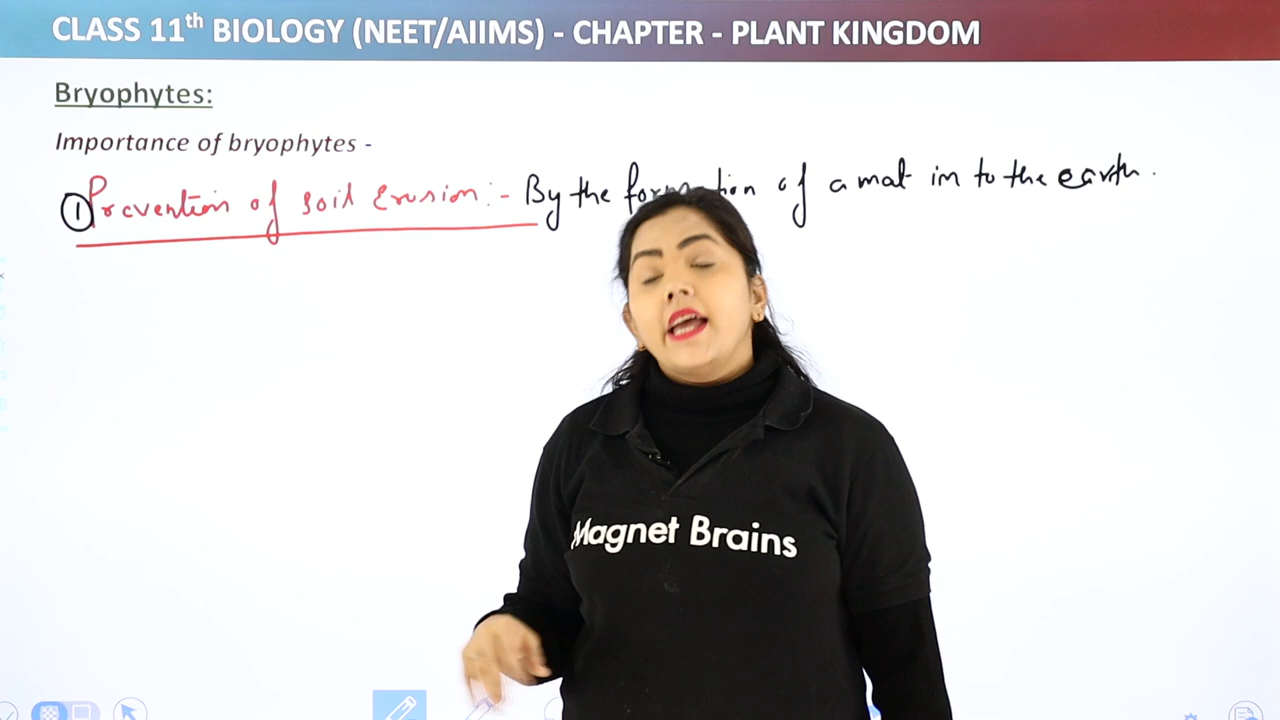 CLASS 11th BIOLOGY (NEET/AIIMS) - CHAPTER - PLANT KINGDOM
Bryophytes:
Importance of bryophytes -
① Prevention of soil Erosion :- By the formation of a mat in to the earth.
Magnet Brains